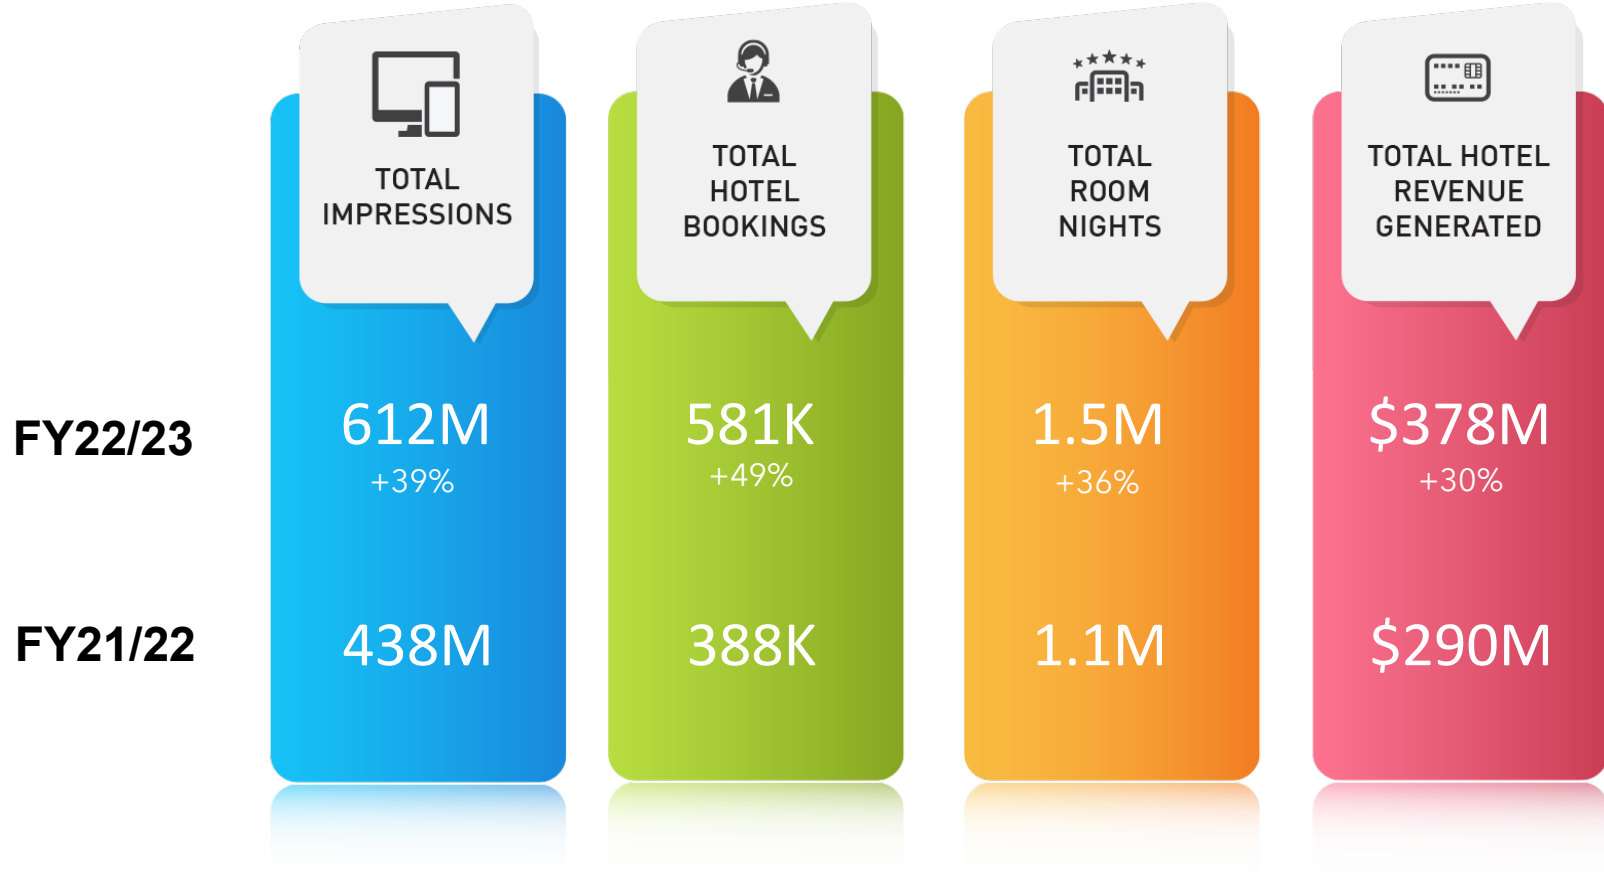 TOTAL
IMPRESSIONS
TOTAL
HOTEL
BOOKINGS
TOTAL
ROOM
NIGHTS
TOTAL HOTEL
REVENUE
GENERATED
FY22/23
612M
+39%
581K
+49%
1.5M
+36%
$378M
+30%
FY21/22
438M
388K
1.1M
$290M